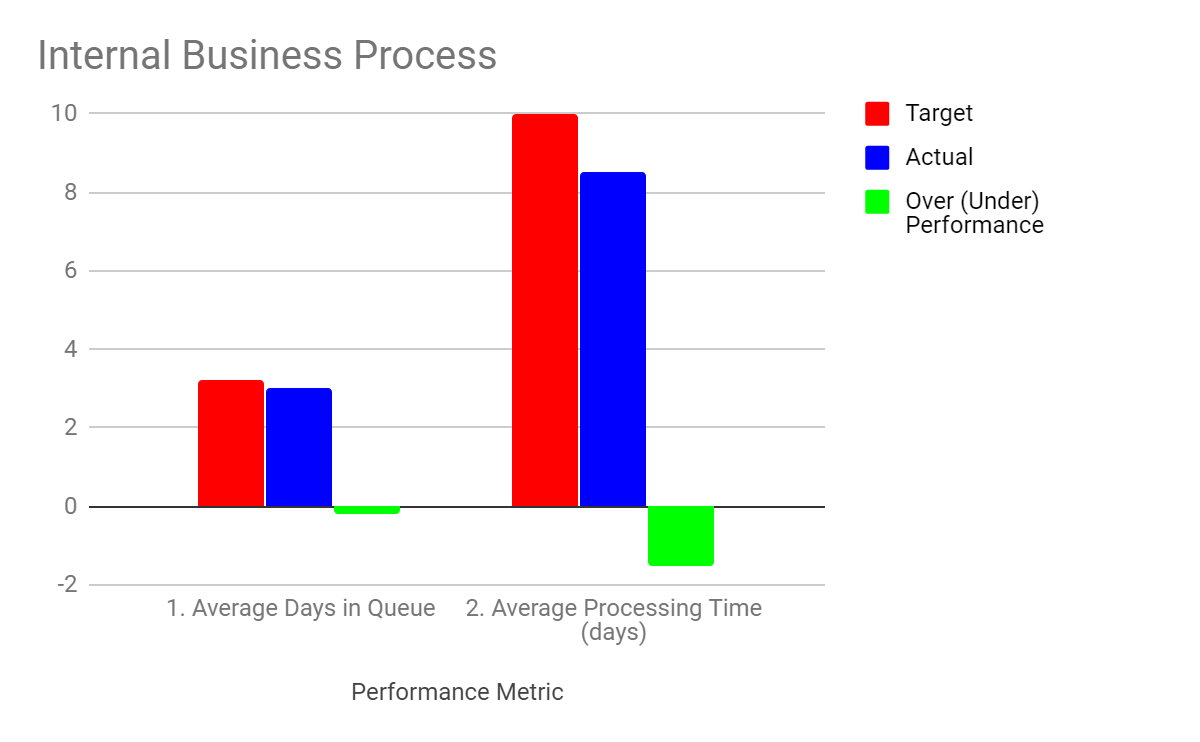 Internal Business Process
10
8
6
4
2
0
-2
Target
Actual
Over (Under)
Performance
1. Average Days in Queue
2. Average Processing Time
(days)
Performance Metric